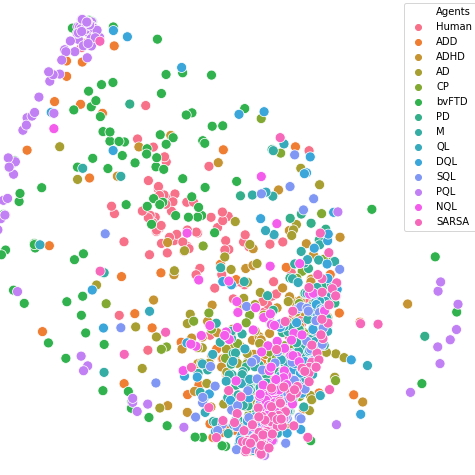 Agents
Human
ADD
ADHD
AD
CP
bvFTD
PD
M
QL
DQL
SQL
PQL
NQL
SARSA